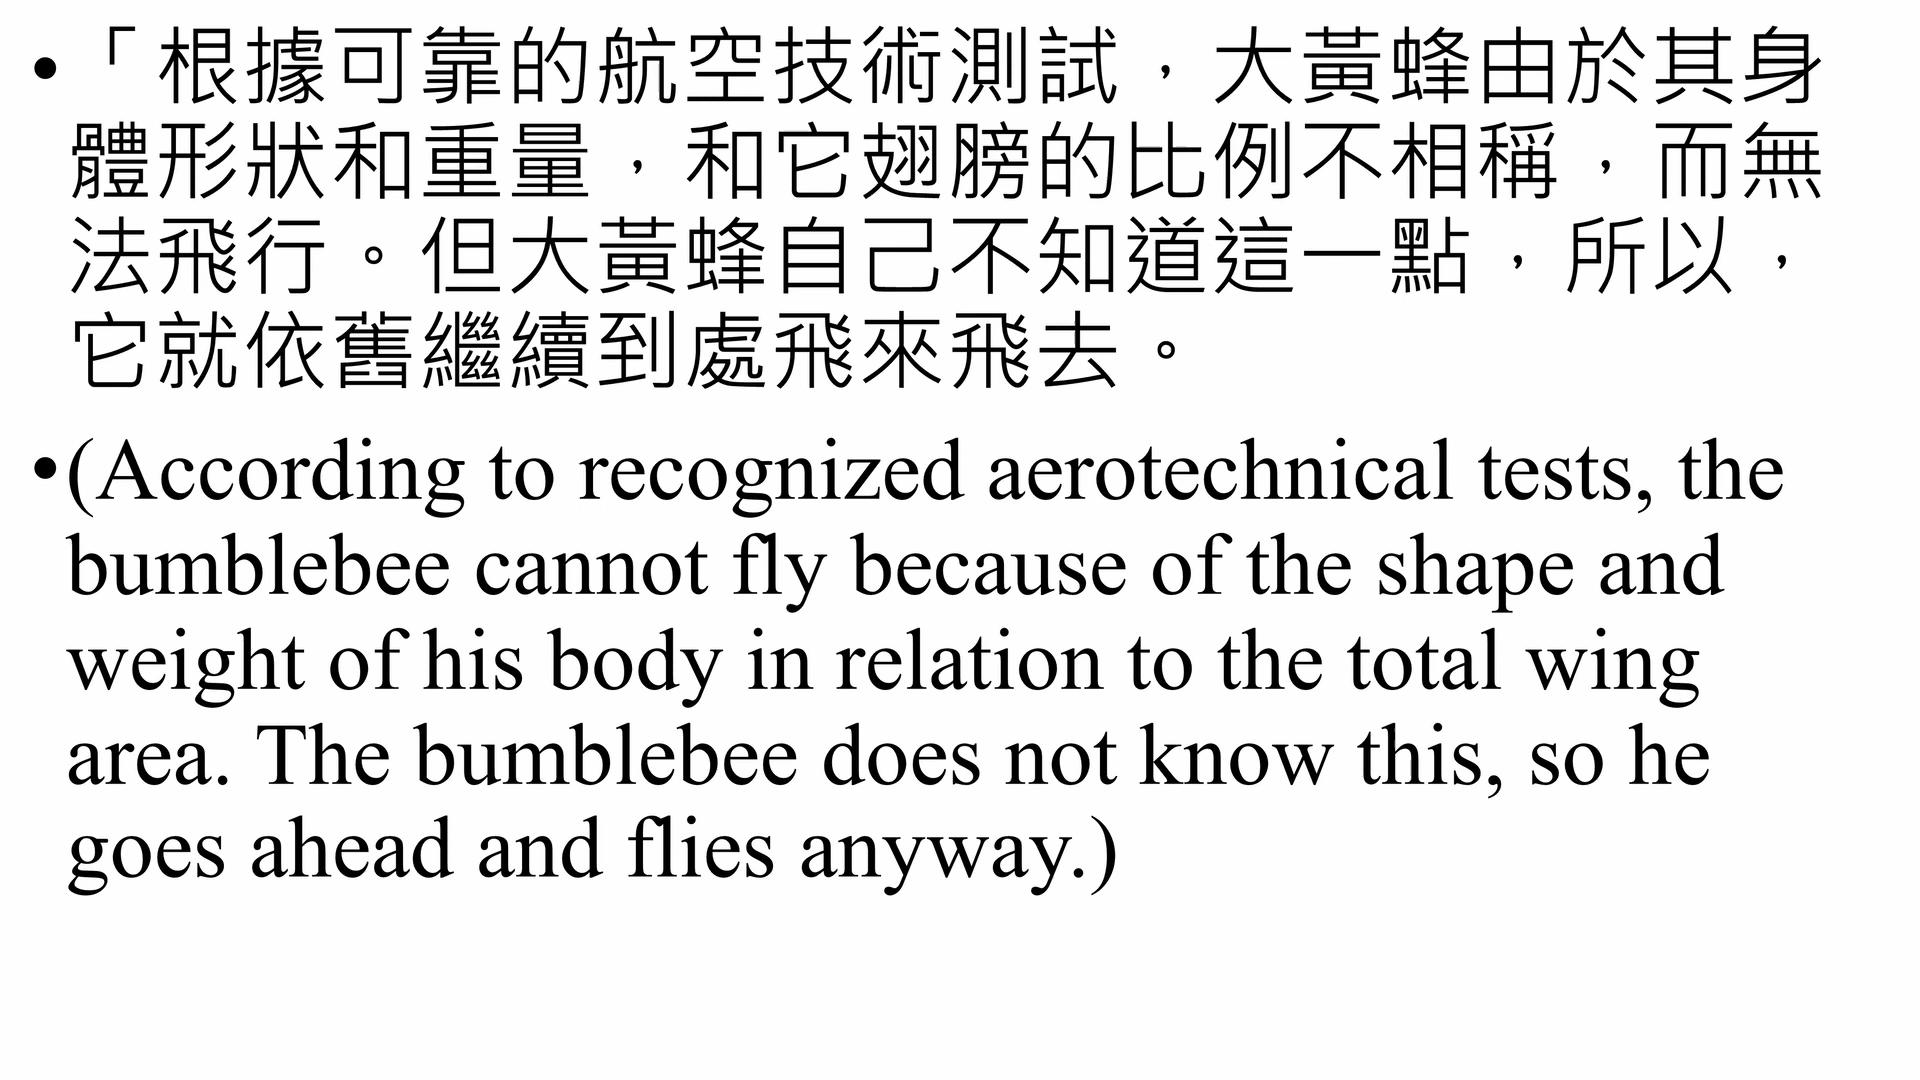 •「根據可靠的航空技術測試，大黃蜂由於其身
體形狀和重量，和它翅膀的比例不相稱，而無
法飛行。但大黃蜂自己不知道這一點，所以，
它就依舊繼續到處飛來飛去。
•(According to recognized aerotechnical tests, the
bumblebee cannot fly because of the shape and
weight of his body in relation to the total wing
area. The bumblebee does not know this, so he
goes ahead and flies anyway.)